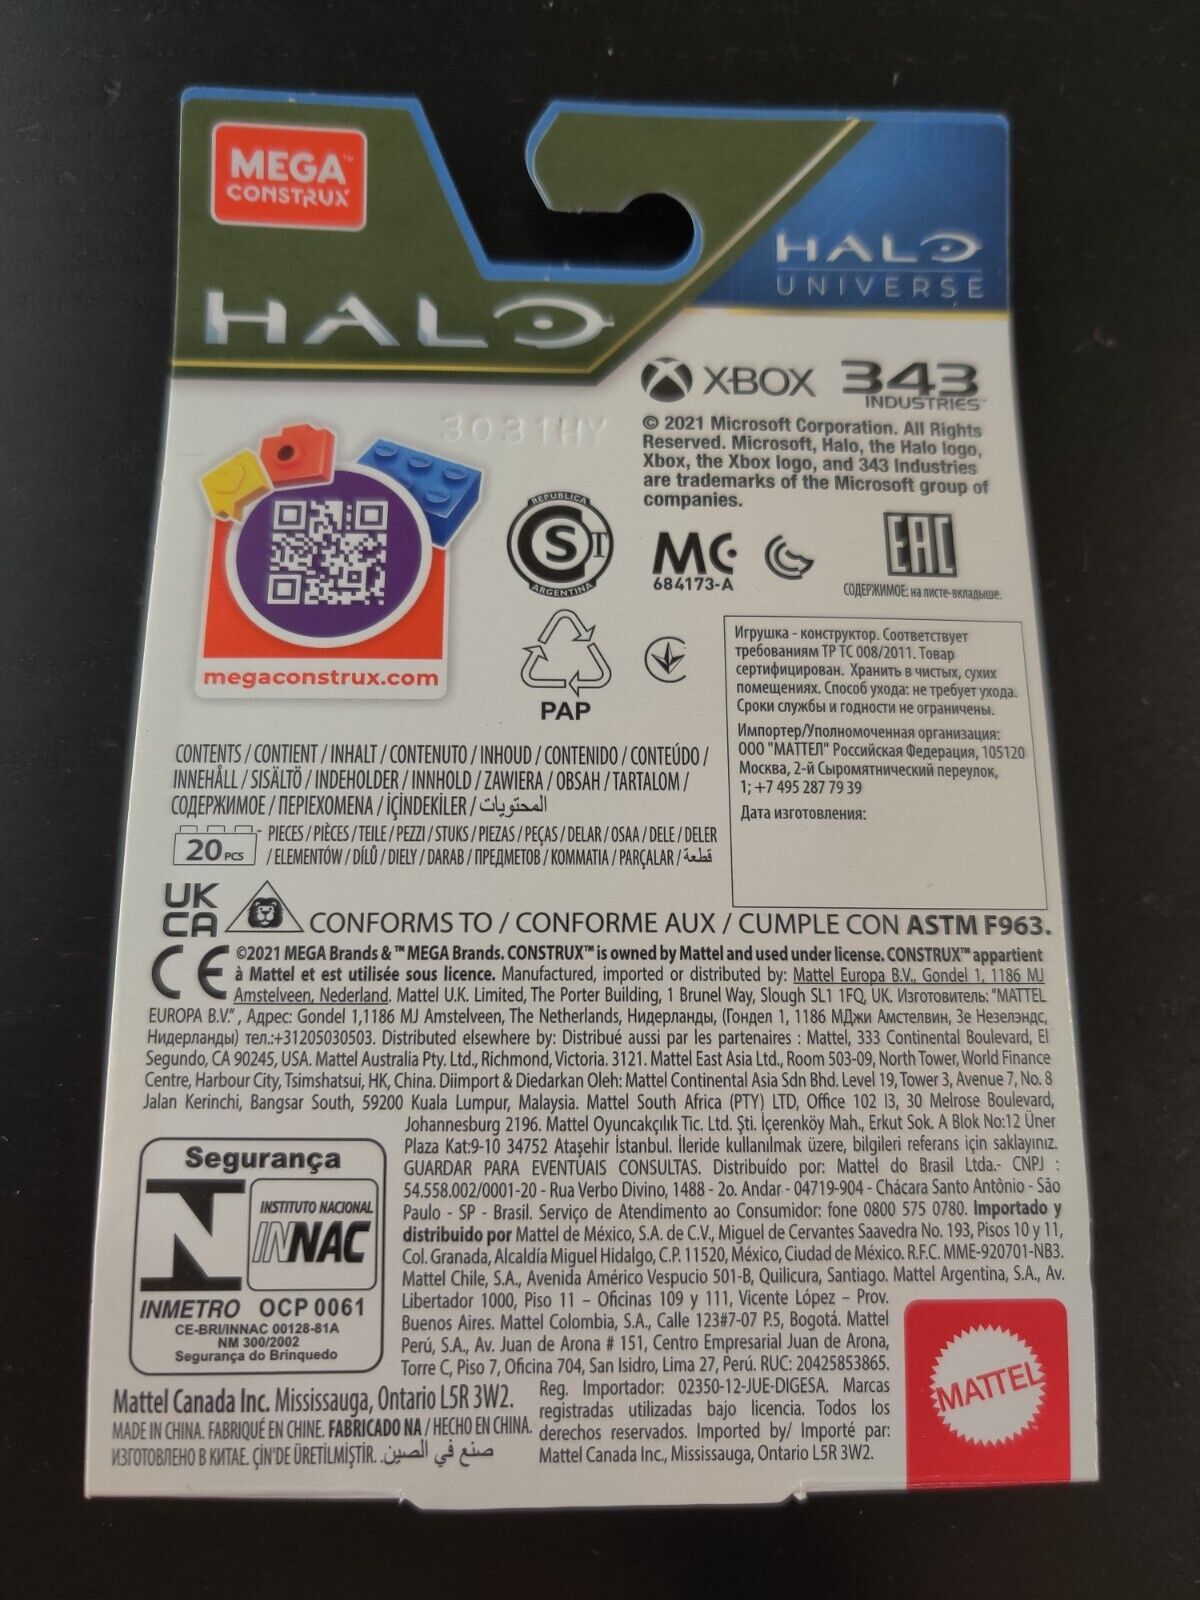 MEGA™
CONSTRUX
HALO
HALO
UNIVERSE
XBOX 343
INDUSTRIES™
3031HY
© 2021 Microsoft Corporation. All Rights
Reserved. Microsoft, Halo, the Halo logo,
Xbox, the Xbox logo, and 343 Industries
are trademarks of the Microsoft group of
companies.
megaconstrux.com
REPUBLICA
S
ARGENTINA
MC
684173-A
EAC
СОДЕРЖИМОЕ: на листе-вкладыше.
PAP
Игрушка - конструктор. Соответствует
требованиям ТР ТС 008/2011. Товар
сертифицирован. Хранить в чистых, сухих
помещениях. Способ ухода: не требует ухода.
Сроки службы и годности не ограничены.
Импортер/Уполномоченная организация:
ООО "МАТТЕЛ" Российская Федерация, 105120
Москва, 2-й Сыромятнический переулок,
1; +7 495 287 79 39
Дата изготовления:
CONTENTS / CONTIENT / INHALT / CONTENUTO / INHOUD / CONTENIDO / CONTEÚDO /
INNEHÅLL / SISÄLTÖ / INDEHOLDER / INNHOLD / ZAWIERA / OBSAH / TARTALOM /
СОДЕРЖИМОЕ / ΠΕΡΙΕΧΟΜΕΝΑ / İÇİNDEKİLER / المحتويات
20 PCS
PIECES / PIÈCES / TEILE / PEZZI / STUKS / PIEZAS / PEÇAS / DELAR / OSAA / DELE / DELER
/ ELEMENTÓW / DÍLŮ / DIELY / DARAB / ПРЕДМЕТОВ / ΚΟΜΜΑΤΙΑ / PARÇALAR / قطعة
UK
CA
CONFORMS TO / CONFORME AUX / CUMPLE CON ASTM F963.
CE
©2021 MEGA Brands & ™ MEGA Brands. CONSTRUX™ is owned by Mattel and used under license. CONSTRUX™ appartient
à Mattel et est utilisée sous licence. Manufactured, imported or distributed by: Mattel Europa B.V., Gondel 1, 1186 MJ
Amstelveen, Nederland. Mattel U.K. Limited, The Porter Building, 1 Brunel Way, Slough SL1 1FQ, UK. Изготовитель: "MATTEL
EUROPA B.V.", Адрес: Gondel 1,1186 MJ Amstelveen, The Netherlands, Нидерланды, (Гондел 1, 1186 МДжи Амстелвин, Зе Незелэндс,
Нидерланды) тел.:+31205030503. Distributed elsewhere by: Distribué aussi par les partenaires : Mattel, 333 Continental Boulevard, El
Segundo, CA 90245, USA. Mattel Australia Pty. Ltd., Richmond, Victoria. 3121. Mattel East Asia Ltd., Room 503-09, North Tower, World Finance
Centre, Harbour City, Tsimshatsui, HK, China. Diimport & Diedarkan Oleh: Mattel Continental Asia Sdn Bhd. Level 19, Tower 3, Avenue 7, No. 8
Jalan Kerinchi, Bangsar South, 59200 Kuala Lumpur, Malaysia. Mattel South Africa (PTY) LTD, Office 102 I3, 30 Melrose Boulevard,
Johannesburg 2196. Mattel Oyuncakçılık Tic. Ltd. Şti. İçerenköy Mah., Erkut Sok. A Blok No:12 Üner
Plaza Kat:9-10 34752 Ataşehir İstanbul. İleride kullanılmak üzere, bilgileri referans için saklayınız.
GUARDAR PARA EVENTUAIS CONSULTAS. Distribuído por: Mattel do Brasil Ltda.- CNPJ :
54.558.002/0001-20 - Rua Verbo Divino, 1488 - 2o. Andar - 04719-904 - Chácara Santo Antônio - São
Paulo - SP - Brasil. Serviço de Atendimento ao Consumidor: fone 0800 575 0780. Importado y
distribuido por Mattel de México, S.A. de C.V., Miguel de Cervantes Saavedra No. 193, Pisos 10 y 11,
Col. Granada, Alcaldía Miguel Hidalgo, C.P. 11520, México, Ciudad de México. R.F.C. MME-920701-NB3.
Mattel Chile, S.A., Avenida Américo Vespucio 501-B, Quilicura, Santiago. Mattel Argentina, S.A., Av.
Libertador 1000, Piso 11 – Oficinas 109 y 111, Vicente López – Prov.
Buenos Aires. Mattel Colombia, S.A., Calle 123#7-07 P.5, Bogotá. Mattel
Perú, S.A., Av. Juan de Arona # 151, Centro Empresarial Juan de Arona,
Torre C, Piso 7, Oficina 704, San Isidro, Lima 27, Perú. RUC: 20425853865.
Reg. Importador: 02350-12-JUE-DIGESA. Marcas
registradas utilizadas bajo licencia. Todos los
derechos reservados. Imported by/ Importé par:
Mattel Canada Inc., Mississauga, Ontario L5R 3W2.
Segurança
INSTITUTO NACIONAL
INNAC
INMETRO OCP 0061
CE-BRI/INNAC 00128-81A
NM 300/2002
Segurança do Brinquedo
Mattel Canada Inc. Mississauga, Ontario L5R 3W2.
MADE IN CHINA. FABRIQUÉ EN CHINE. FABRICADO NA / HECHO EN CHINA.
ИЗГОТОВЛЕНО В КИТАЕ. ÇİN'DE ÜRETİLMİŞTİR. صنع في الصين.
MATTEL